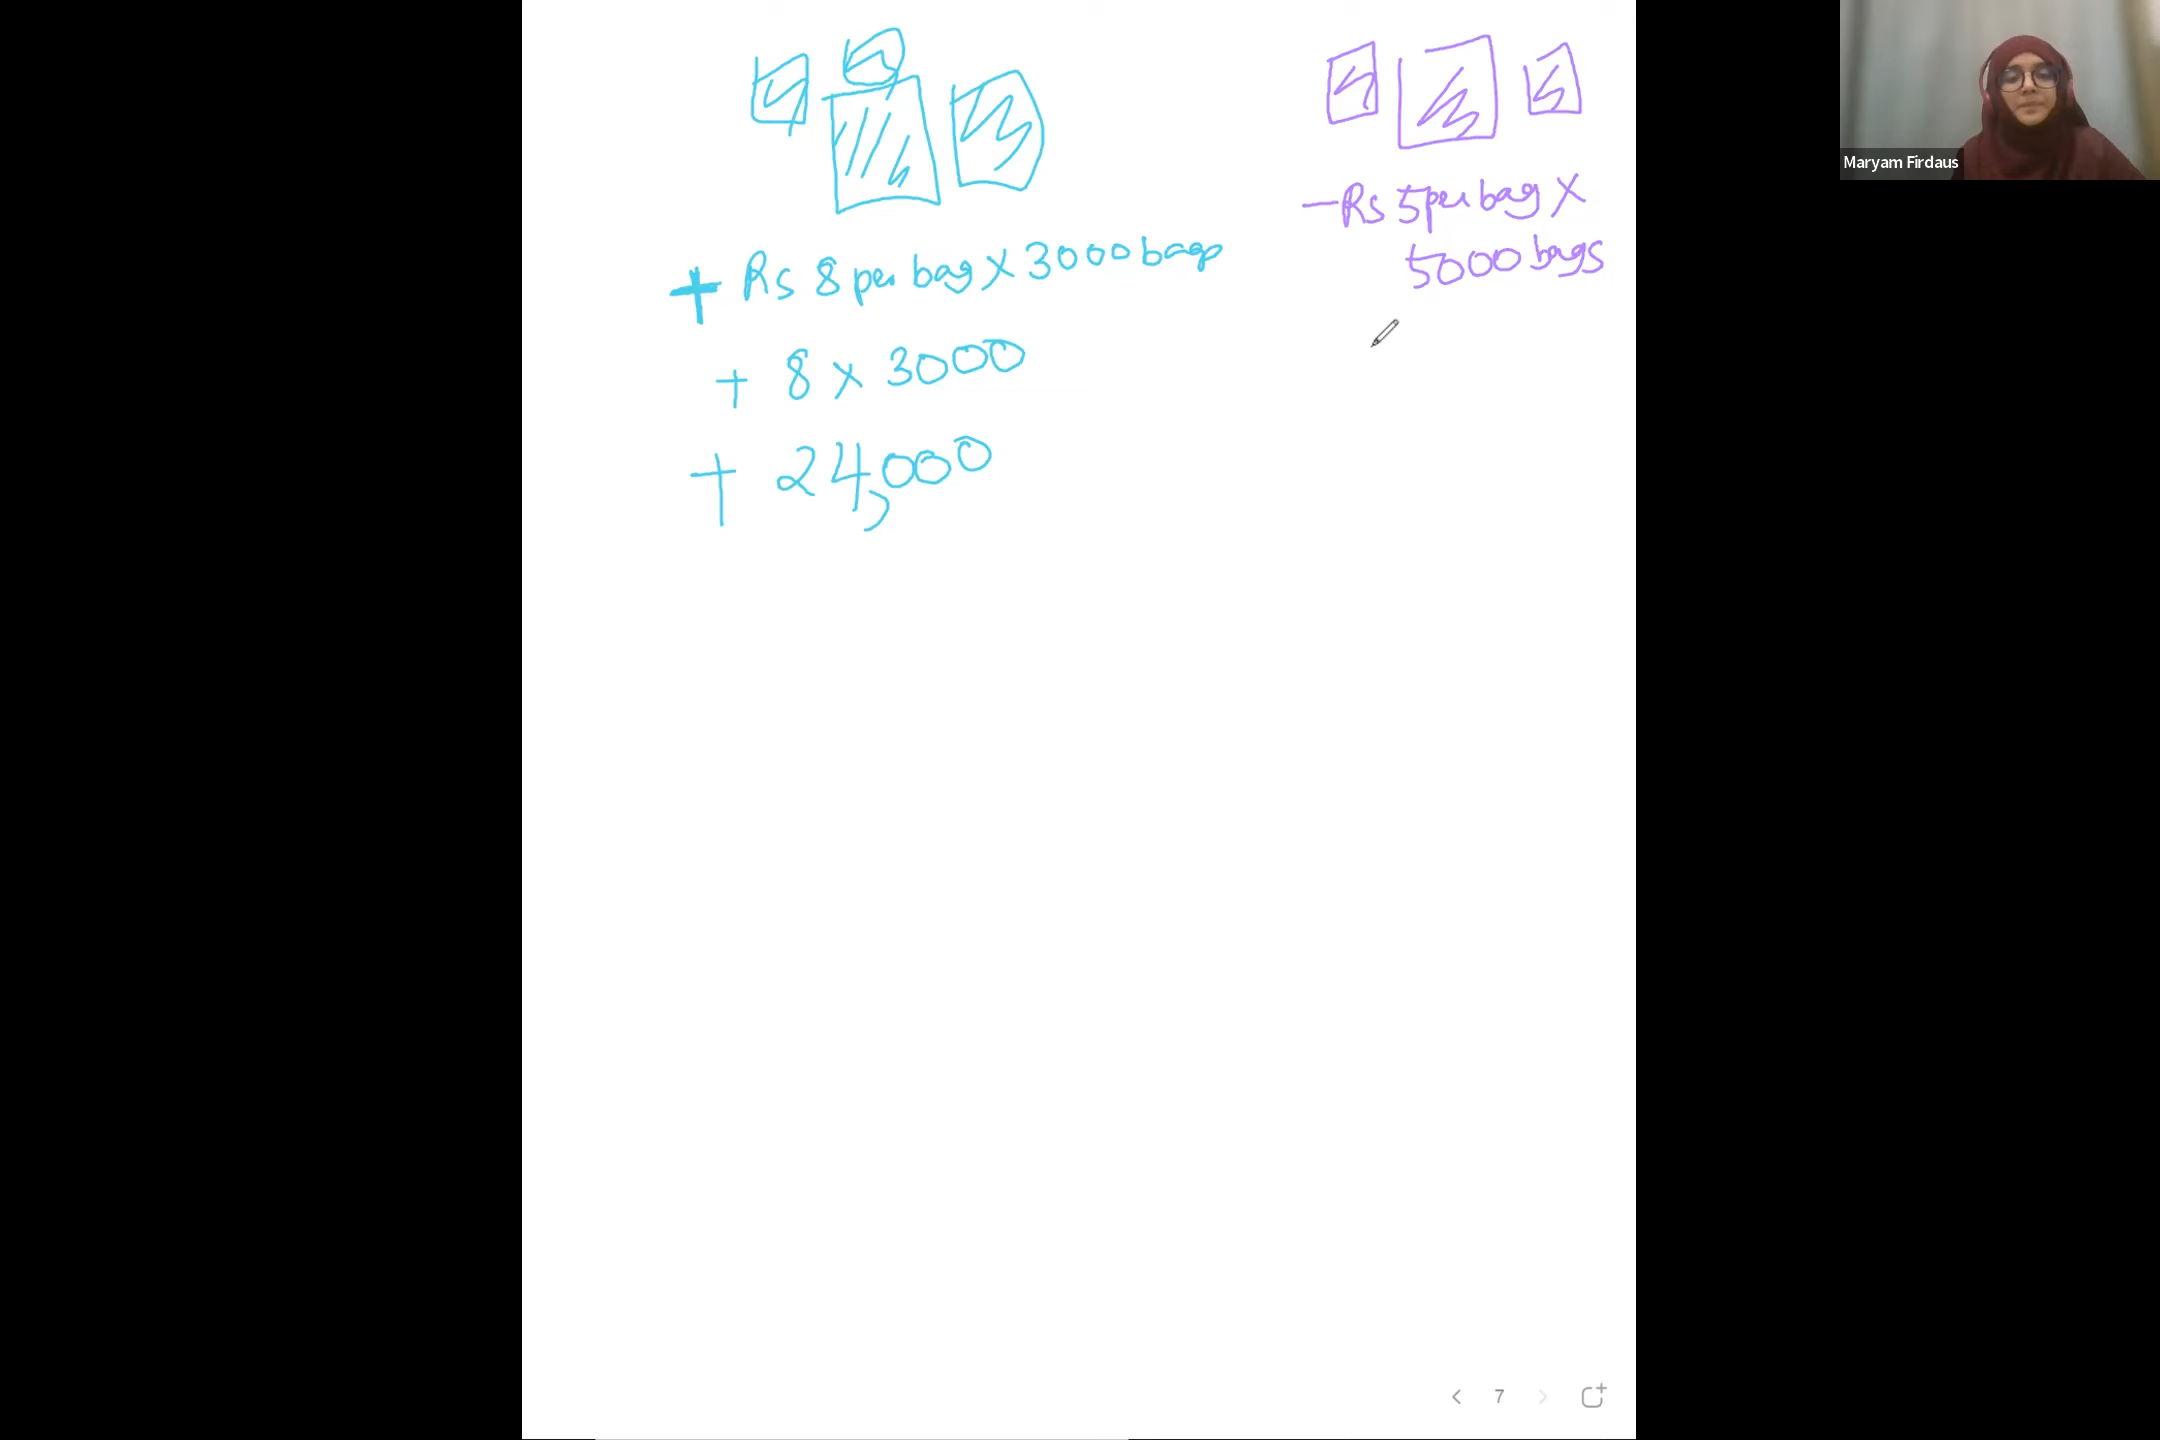 + Rs 8 per bag X 3000 bags
+ 8 x 3000
+ 24,000
- Rs 5 per bag X
5000 bags
Maryam Firdaus
7